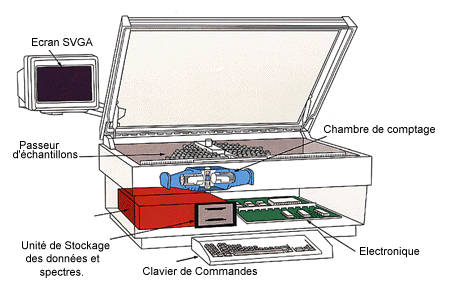 Ecran SVGA
Chambre de comptage
Passeur
d'échantillons
Unité de Stockage
des données et
spectres.
Electronique
Clavier de Commandes